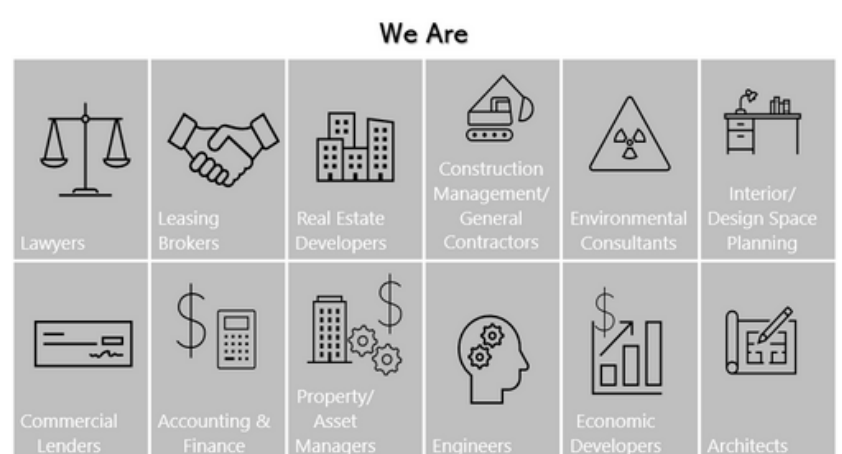 We Are
Lawyers
Leasing
Brokers
Real Estate
Developers
Construction
Management/
General
Contractors
Environmental
Consultants
Interior/
Design Space
Planning
Commercial
Lenders
Accounting &
Finance
Property/
Asset
Managers
Engineers
Economic
Developers
Architects